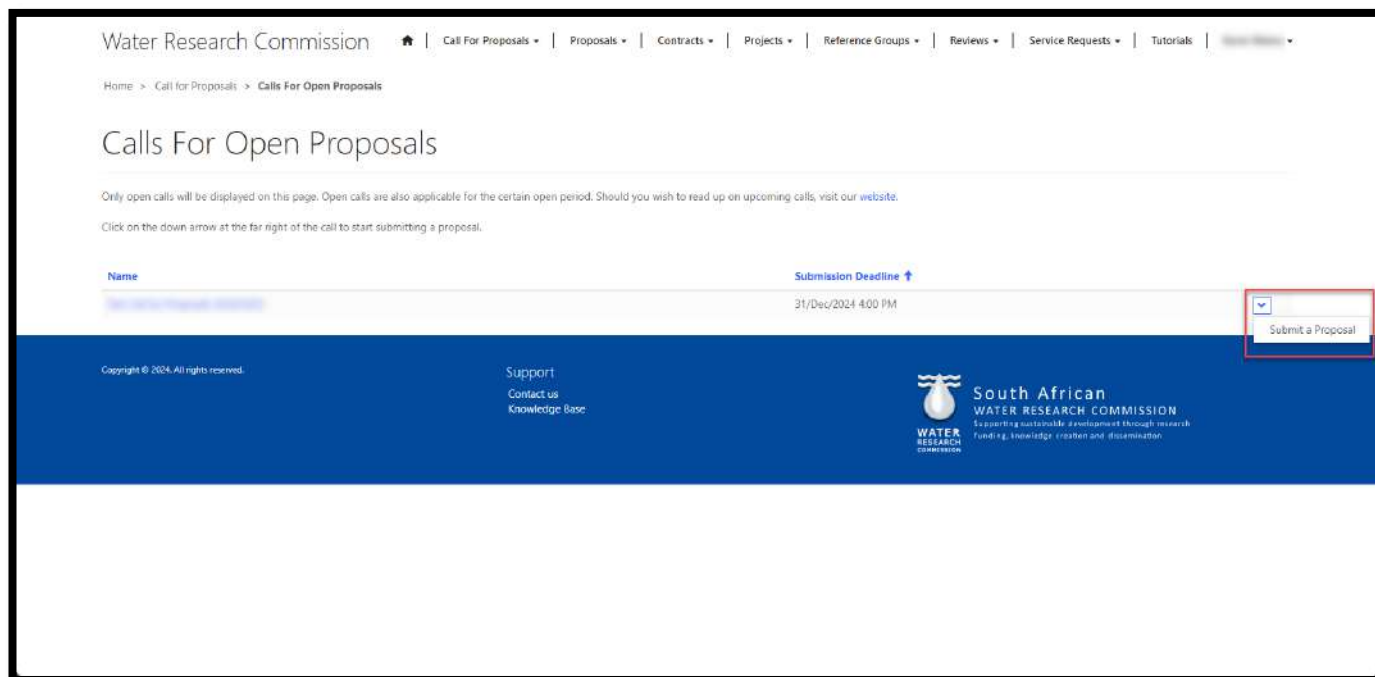 Water Research Commission | Call For Proposals | Proposals | Contracts | Projects | Reference Groups | Reviews | Service Requests | Tutorials |
Home > Call for Proposals > Calls For Open Proposals
Calls For Open Proposals
Only open calls will be displayed on this page. Open calls are also applicable for the certain open period. Should you wish to read up on upcoming calls, visit our website.
Click on the down arrow at the far right of the call to start submitting a proposal.
Name Submission Deadline
31/Dec/2024 4:00 PM
Submit a Proposal
Copyright © 2024. All rights reserved.
Support
Contact us
Knowledge Base
WATER
RESEARCH
COMMISSION
South African
WATER RESEARCH COMMISSION
Supporting sustainable development through research
funding, knowledge creation and dissemination